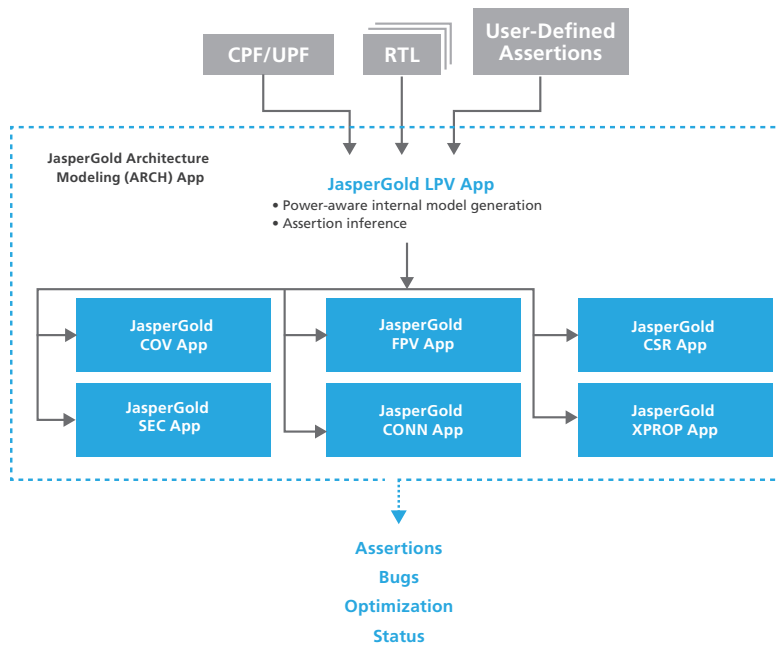 CPF/UPF
RTL
User-Defined
Assertions
JasperGold Architecture
Modeling (ARCH) App
JasperGold LPV App
• Power-aware internal model generation
• Assertion inference
JasperGold
COV App
JasperGold
FPV App
JasperGold
CSR App
JasperGold
SEC App
JasperGold
CONN App
JasperGold
XPROP App
Assertions
Bugs
Optimization
Status